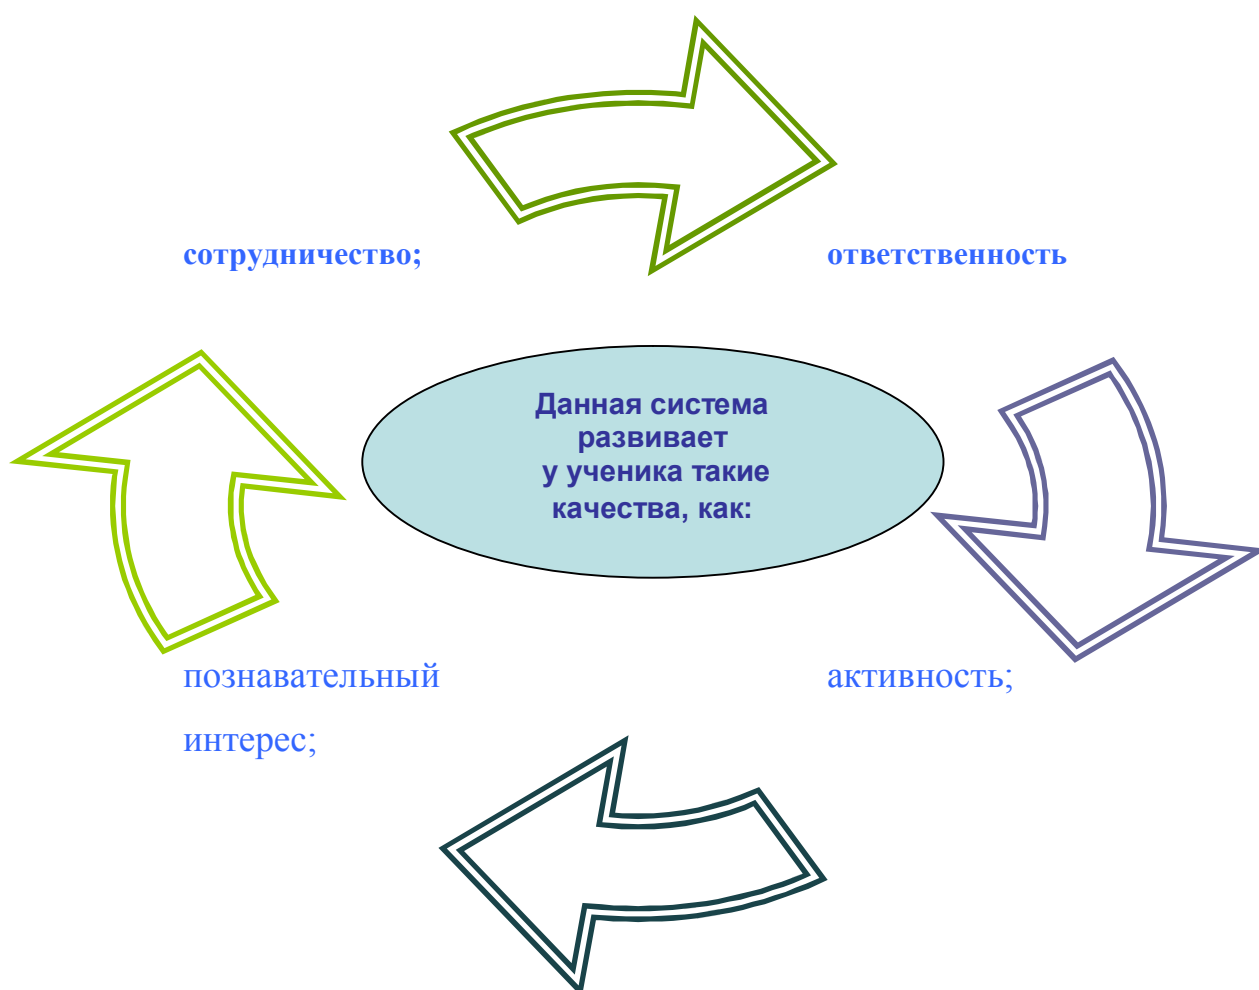 сотрудничество;
ответственность
Данная система
развивает
у ученика такие
качества, как:
познавательный
интерес;
активность;